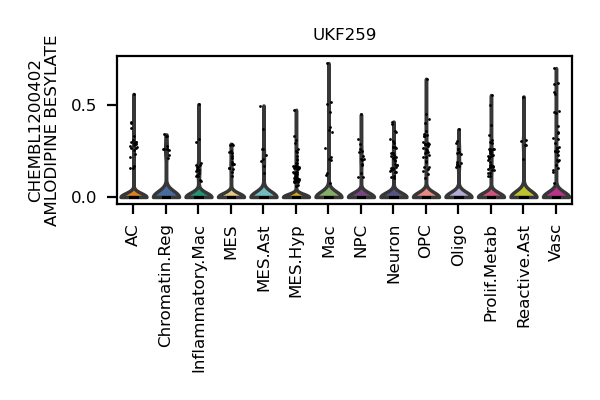 UKF259
CHEMBL1200402
AMLODIPINE BESYLATE
0.5
0.0
AC
Chromatin.Reg
Inflammatory.Mac
MES
MES.Ast
MES.Hyp
Mac
NPC
Neuron
OPC
Oligo
Prolif.Metab
Reactive.Ast
Vasc